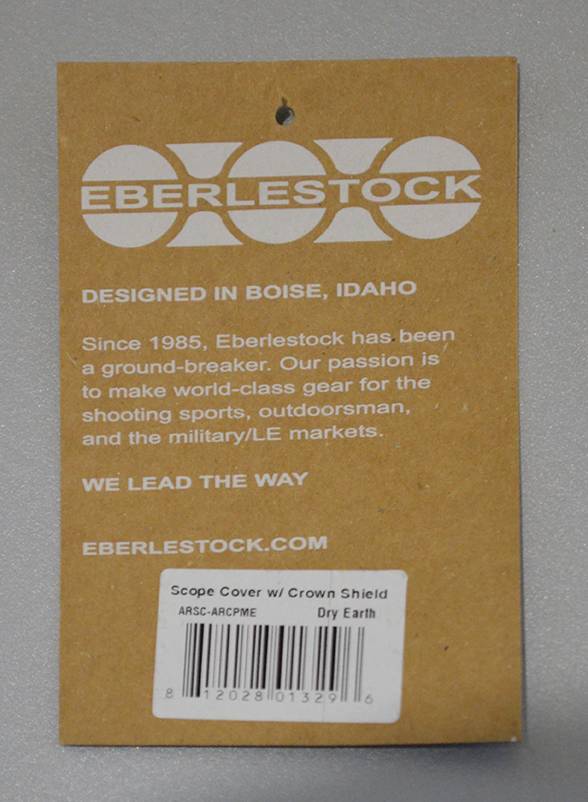 EBERLESTOCK
DESIGNED IN BOISE, IDAHO
Since 1985, Eberlestock has been
a ground-breaker. Our passion is
to make world-class gear for the
shooting sports, outdoorsman,
and the military/LE markets.
WE LEAD THE WAY
EBERLESTOCK.COM
Scope Cover w/ Crown Shield
ARSC-ARCPME Dry Earth
8 12028 01329 6